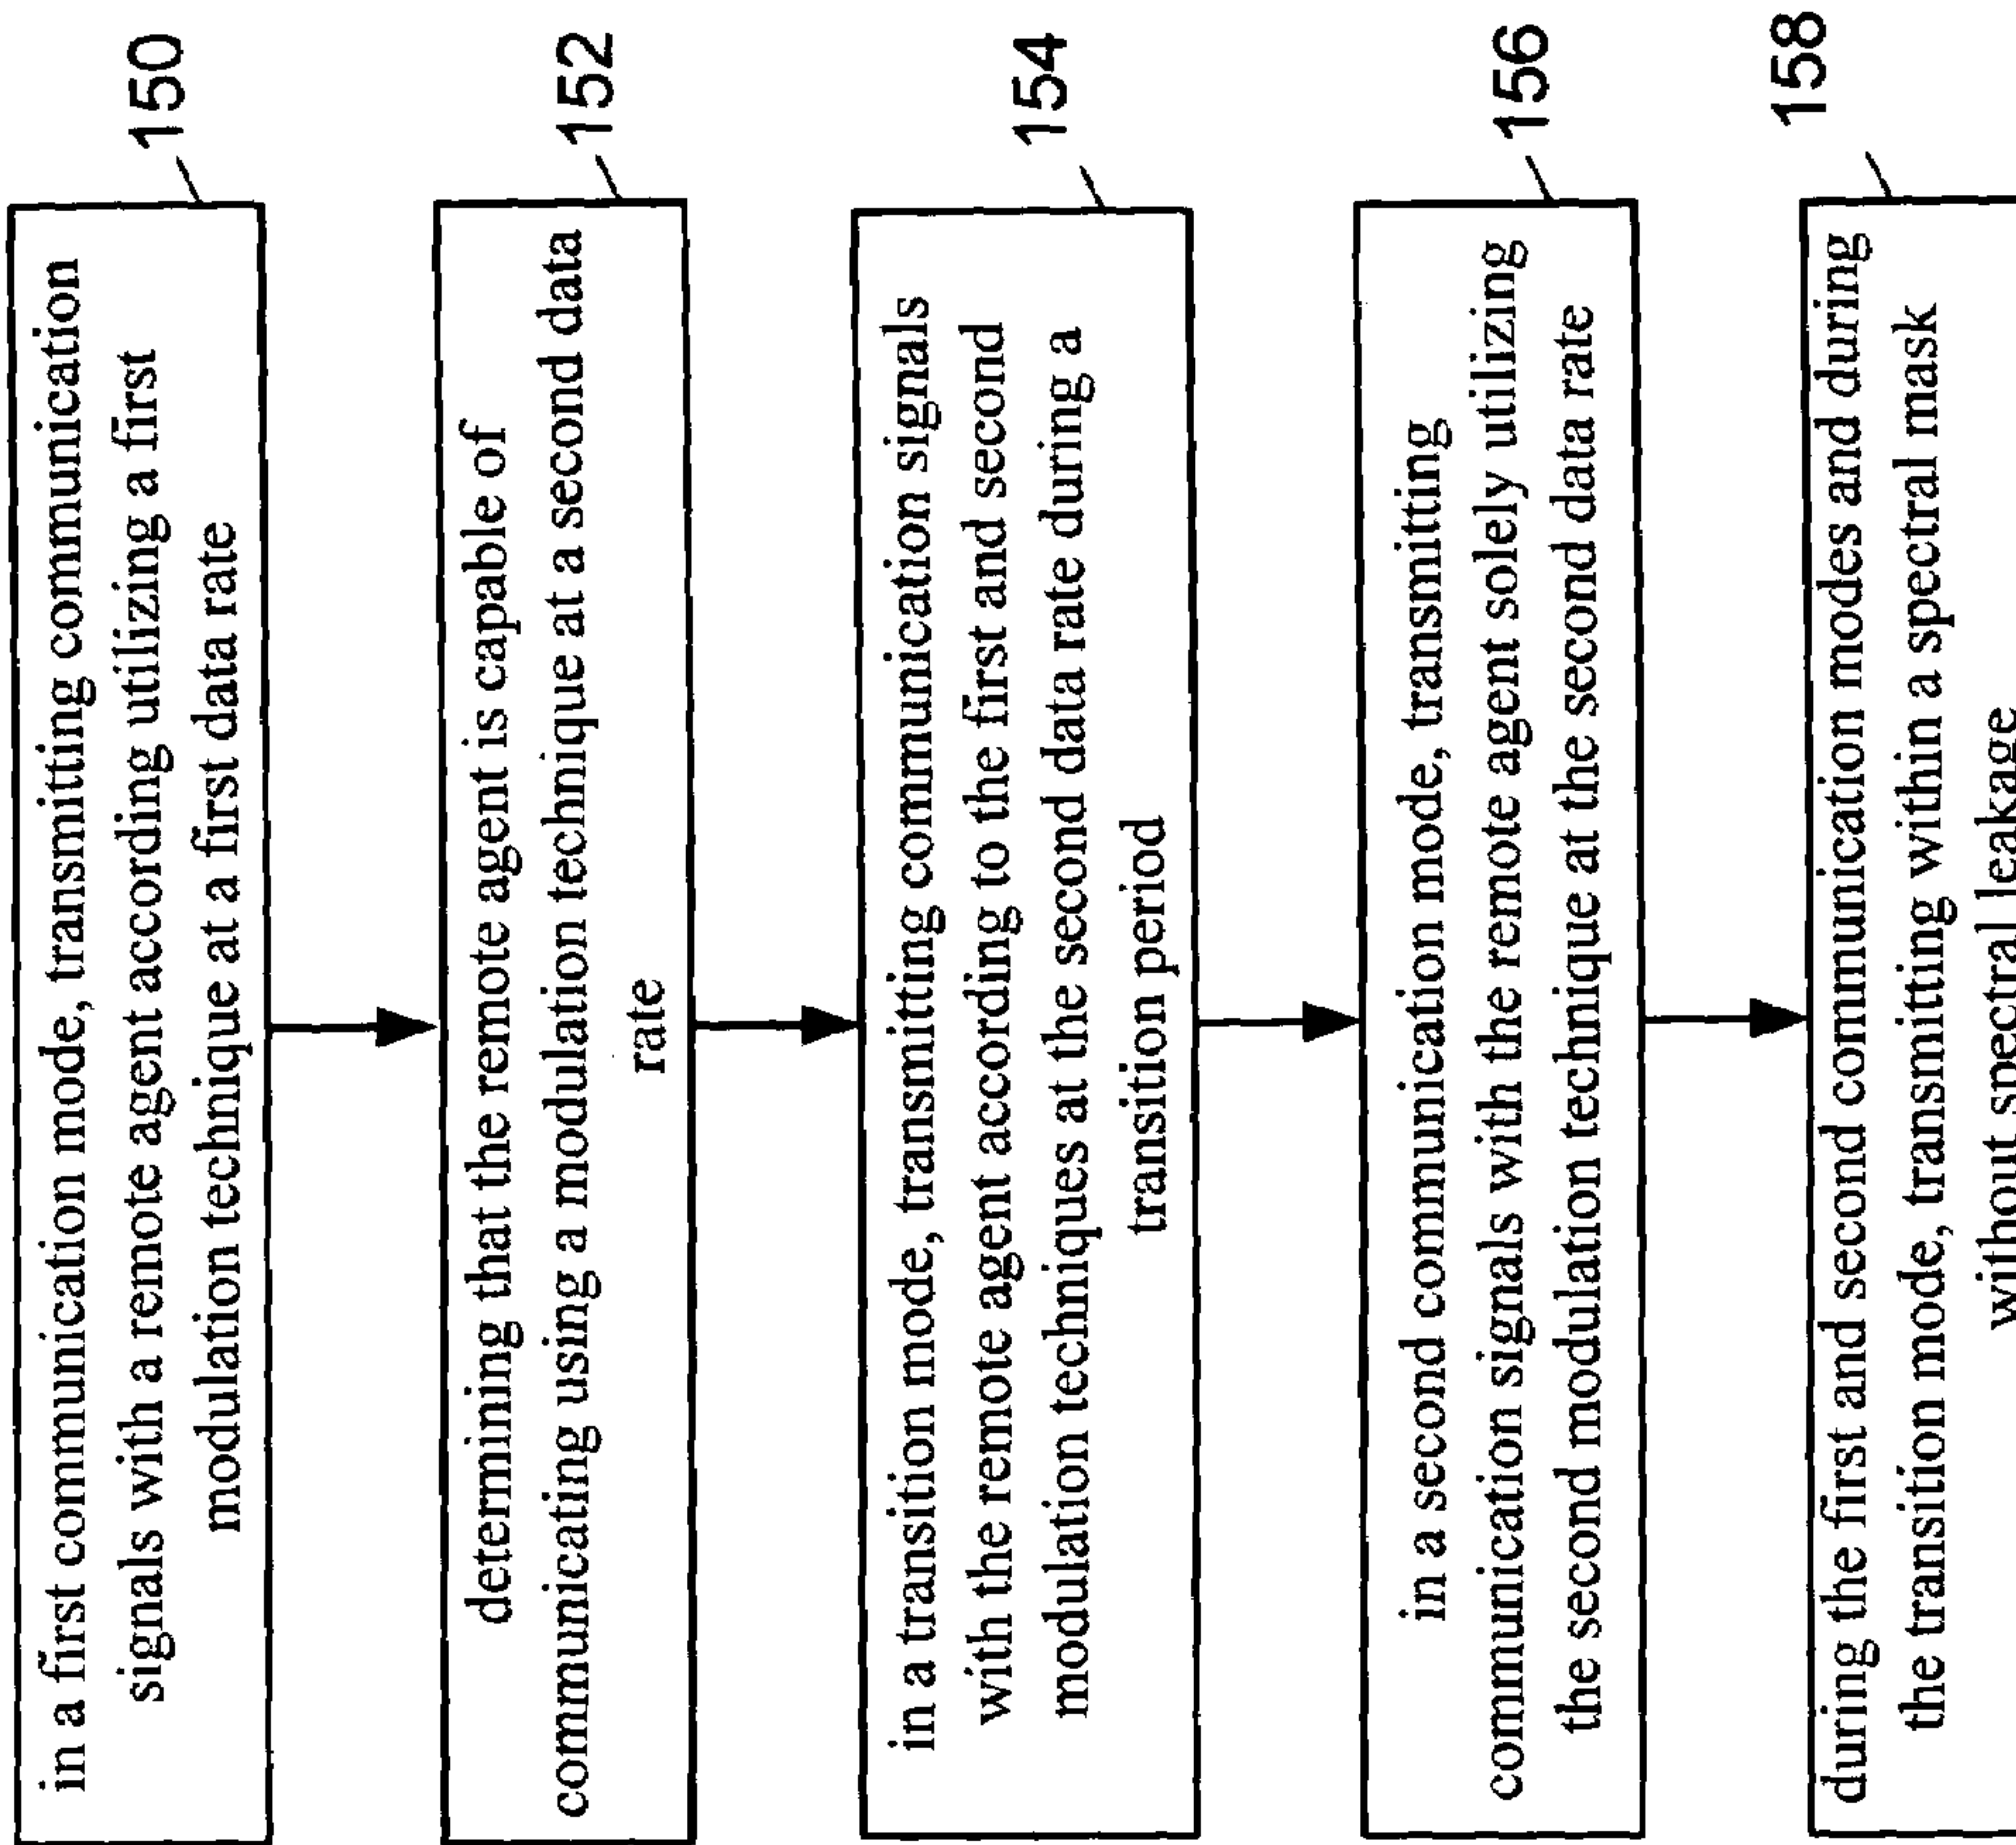 in a first communication mode, transmitting communication
signals with a remote agent according utilizing a first
modulation technique at a first data rate
150
determining that the remote agent is capable of
communicating using a modulation technique at a second data
rate
152
in a transition mode, transmitting communication signals
with the remote agent according to the first and second
modulation techniques at the second data rate during a
transition period
154
in a second communication mode, transmitting
communication signals with the remote agent solely utilizing
the second modulation technique at the second data rate
156
during the first and second communication modes and during
the transition mode, transmitting within a spectral mask
without spectral leakage
158